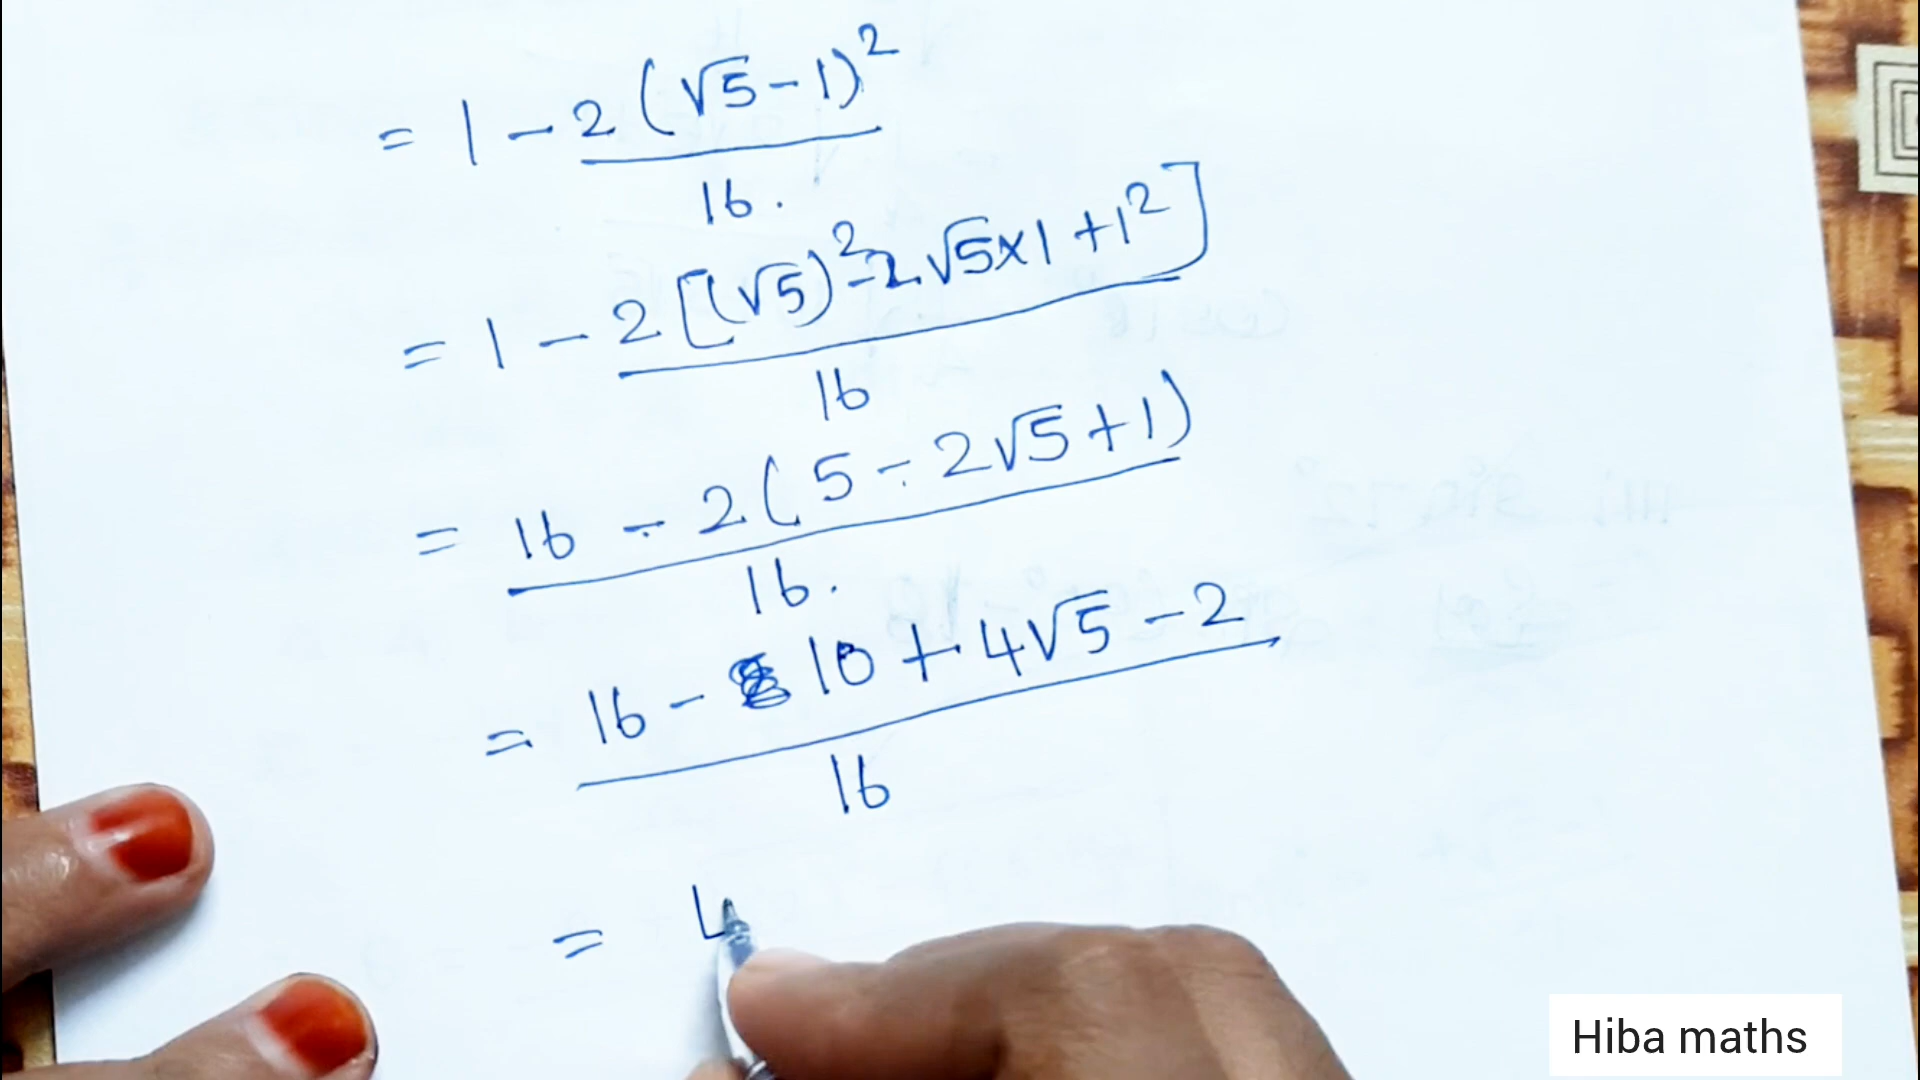 = 1 - 2(√5-1)²
16.
= 1 - 2[(√5)²-2√5×1+1²]
16
= 16 - 2(5-2√5+1)
16.
= 16 - 10 + 4√5 - 2
16
= 4
Hiba maths